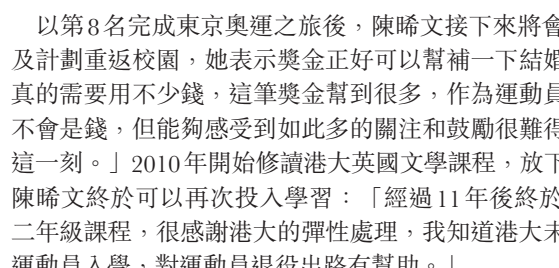 以第8名完成東京奧運之旅後，陳晞文接下來將會
及計劃重返校園，她表示獎金正好可以幫補一下結婚
真的需要用不少錢，這筆獎金幫到很多，作為運動員
不會是錢，但能夠感受到如此多的關注和鼓勵很難得
這一刻。」2010年開始修讀港大英國文學課程，放下
陳晞文終於可以再次投入學習：「經過11年後終於
二年級課程，很感謝港大的彈性處理，我知道港大未
運動員入學，對運動員退役出路有幫助。」